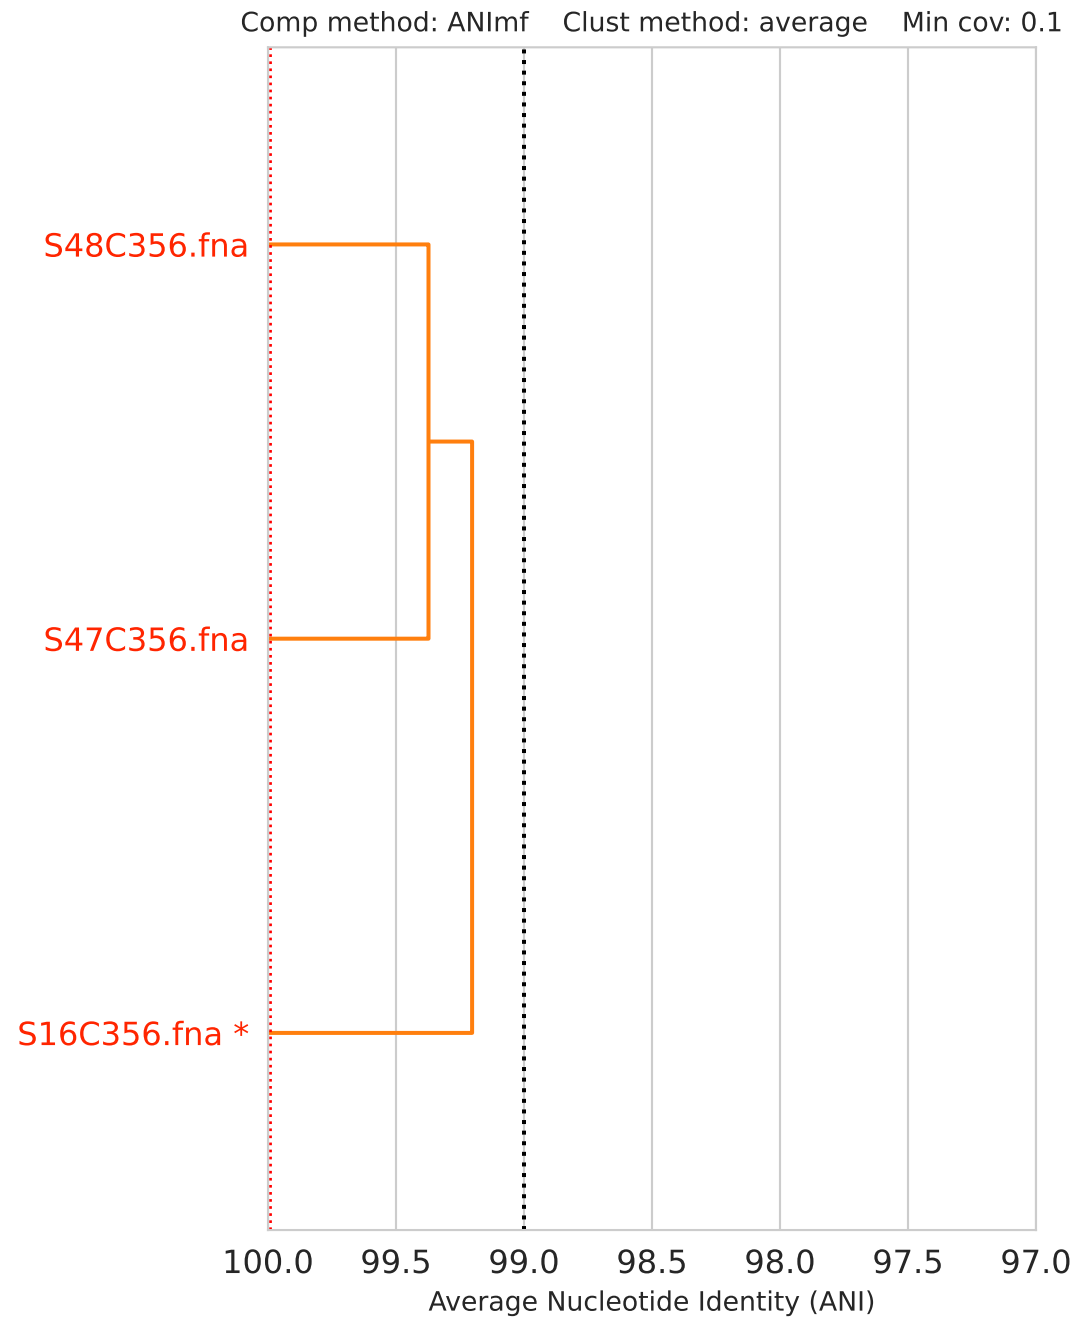 Comp method: ANImf    Clust method: average    Min cov: 0.1
S48C356.fna
S47C356.fna
S16C356.fna *
100.0 99.5 99.0 98.5 98.0 97.5 97.0
Average Nucleotide Identity (ANI)